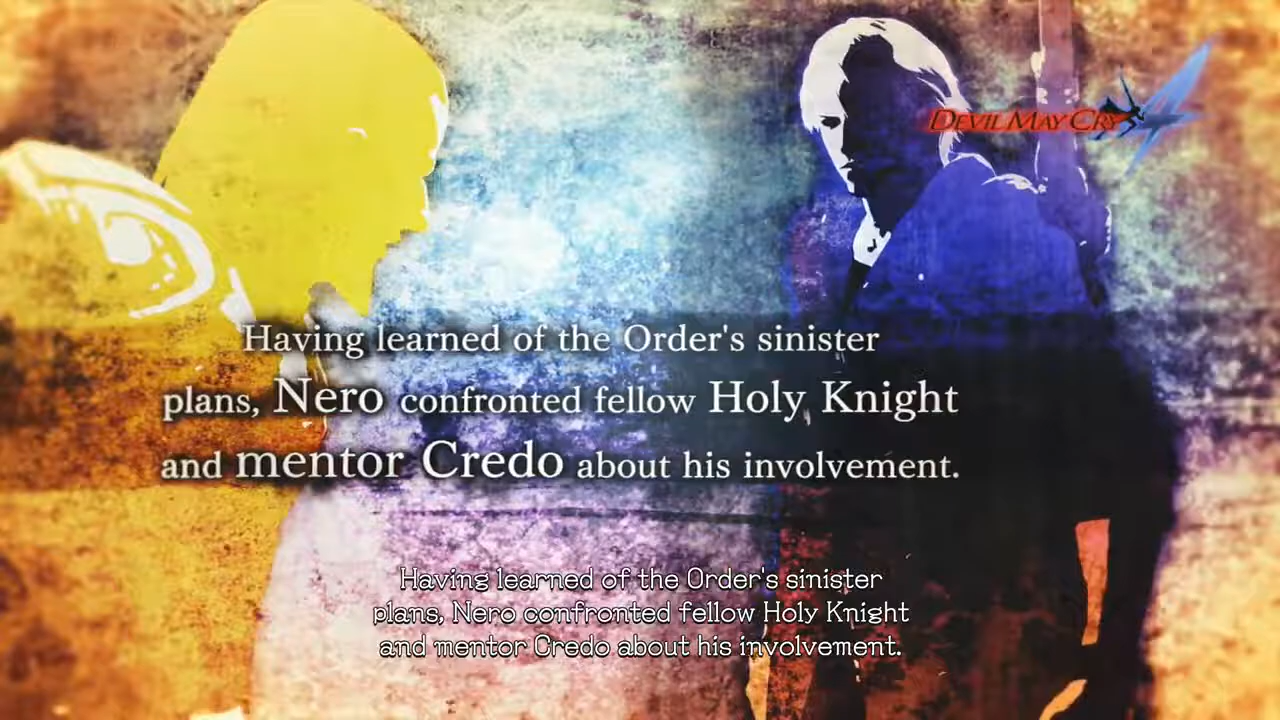 DEVIL MAY CRY 4
Having learned of the Order's sinister
plans, Nero confronted fellow Holy Knight
and mentor Credo about his involvement.
Having learned of the Order's sinister
plans, Nero confronted fellow Holy Knight
and mentor Credo about his involvement.